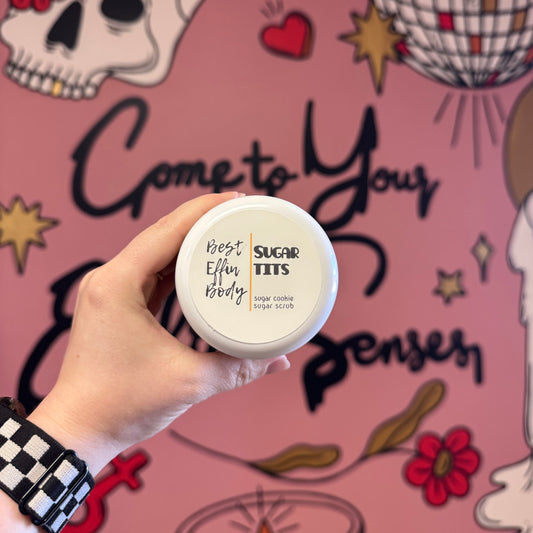 Come to Your
Senses
Best
Effin
Body
SUGAR
TITS
sugar cookie
sugar scrub